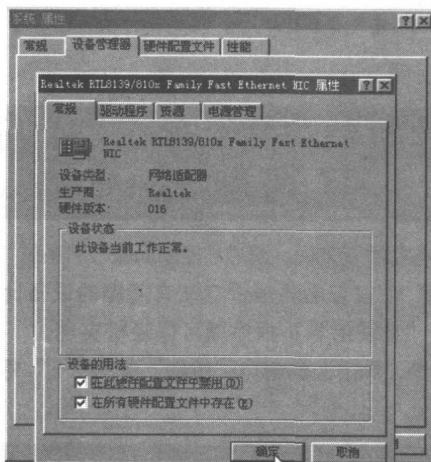 系统 属性
常规 设备管理器 硬件配置文件 性能
Realtek RTL8139/810x Family Fast Ethernet NIC 属性
常规 驱动程序 资源 电源管理
Realtek RTL8139/810x Family Fast Ethernet
NIC
设备类型: 网络适配器
生产商: Realtek
硬件版本: 016
设备状态
此设备当前工作正常。
设备的用法
在此硬件配置文件中禁用(D)
在所有硬件配置文件中存在(E)
确定 取消